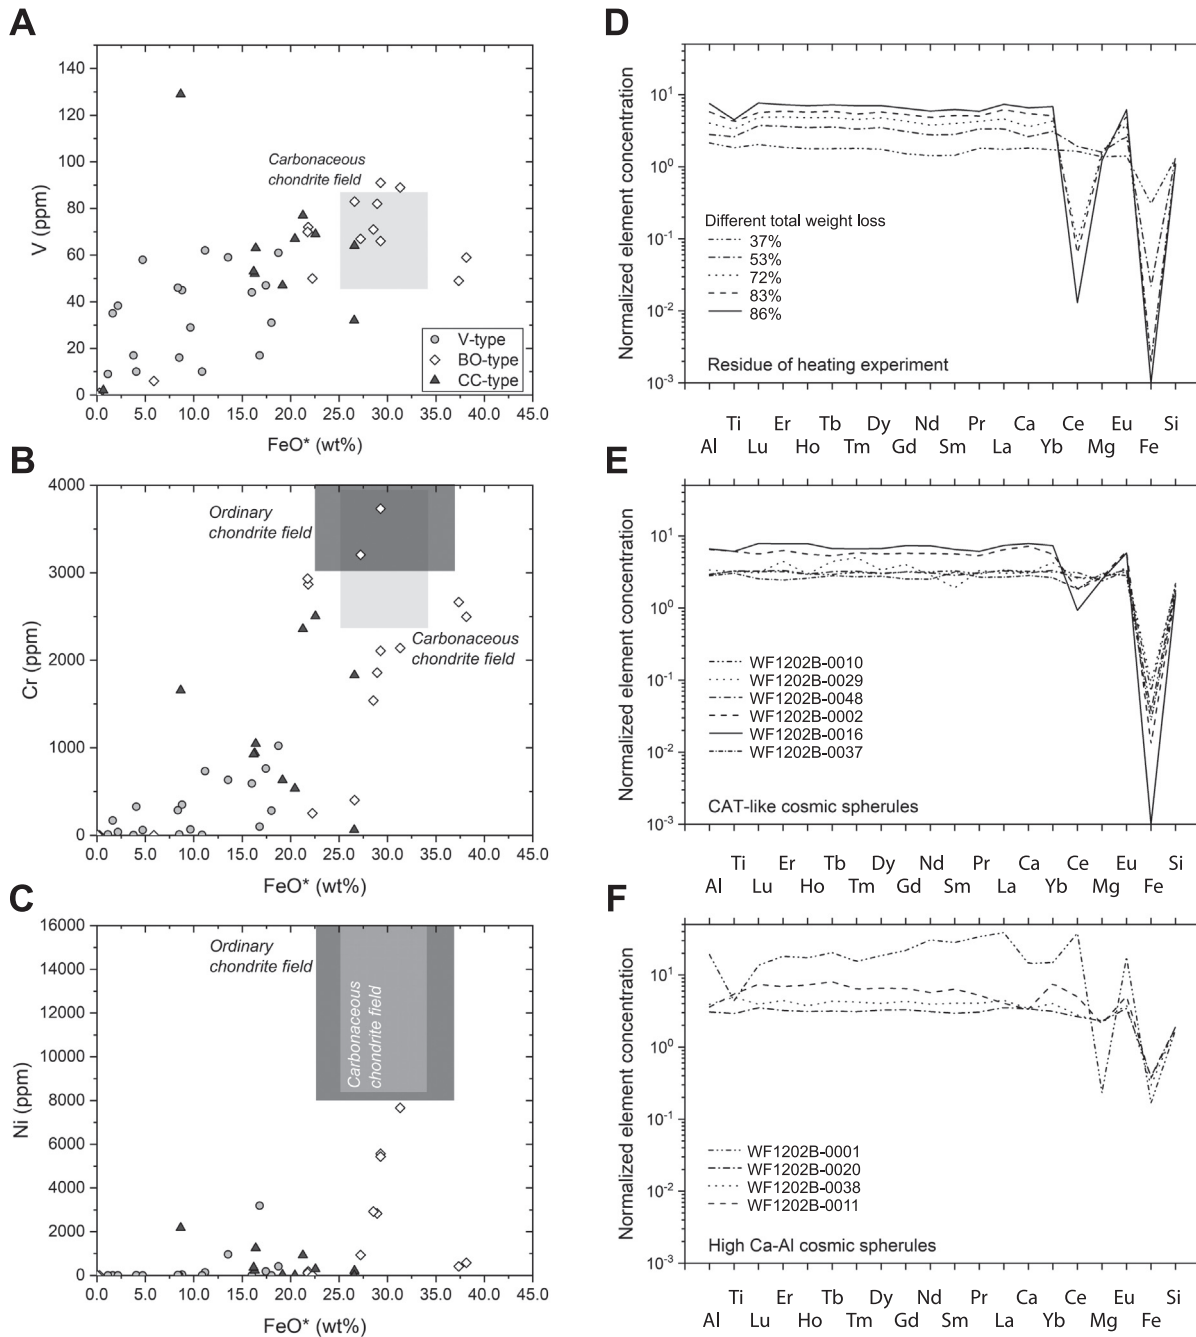 A
140
120
100
80
60
40
20
0
V (ppm)
Carbonaceous
chondrite field
V-type
BO-type
CC-type
0.0 5.0 10.0 15.0 20.0 25.0 30.0 35.0 40.0 45.0
FeO* (wt%)
B
4000
3000
2000
1000
0
Cr (ppm)
Ordinary
chondrite field
Carbonaceous
chondrite field
0.0 5.0 10.0 15.0 20.0 25.0 30.0 35.0 40.0 45.0
FeO* (wt%)
C
16000
14000
12000
10000
8000
6000
4000
2000
0
Ni (ppm)
Ordinary
chondrite field
Carbonaceous
chondrite field
0.0 5.0 10.0 15.0 20.0 25.0 30.0 35.0 40.0 45.0
FeO* (wt%)
D
Normalized element concentration
10¹
10⁰
10⁻¹
10⁻²
10⁻³
Different total weight loss
37%
53%
72%
83%
86%
Residue of heating experiment
Ti Er Tb Dy Nd Pr Ca Ce Eu Si
Al Lu Ho Tm Gd Sm La Yb Mg Fe
E
Normalized element concentration
10¹
10⁰
10⁻¹
10⁻²
10⁻³
WF1202B-0010
WF1202B-0029
WF1202B-0048
WF1202B-0002
WF1202B-0016
WF1202B-0037
CAT-like cosmic spherules
Ti Er Tb Dy Nd Pr Ca Ce Eu Si
Al Lu Ho Tm Gd Sm La Yb Mg Fe
F
Normalized element concentration
10¹
10⁰
10⁻¹
10⁻²
10⁻³
WF1202B-0001
WF1202B-0020
WF1202B-0038
WF1202B-0011
High Ca-Al cosmic spherules
Ti Er Tb Dy Nd Pr Ca Ce Eu Si
Al Lu Ho Tm Gd Sm La Yb Mg Fe